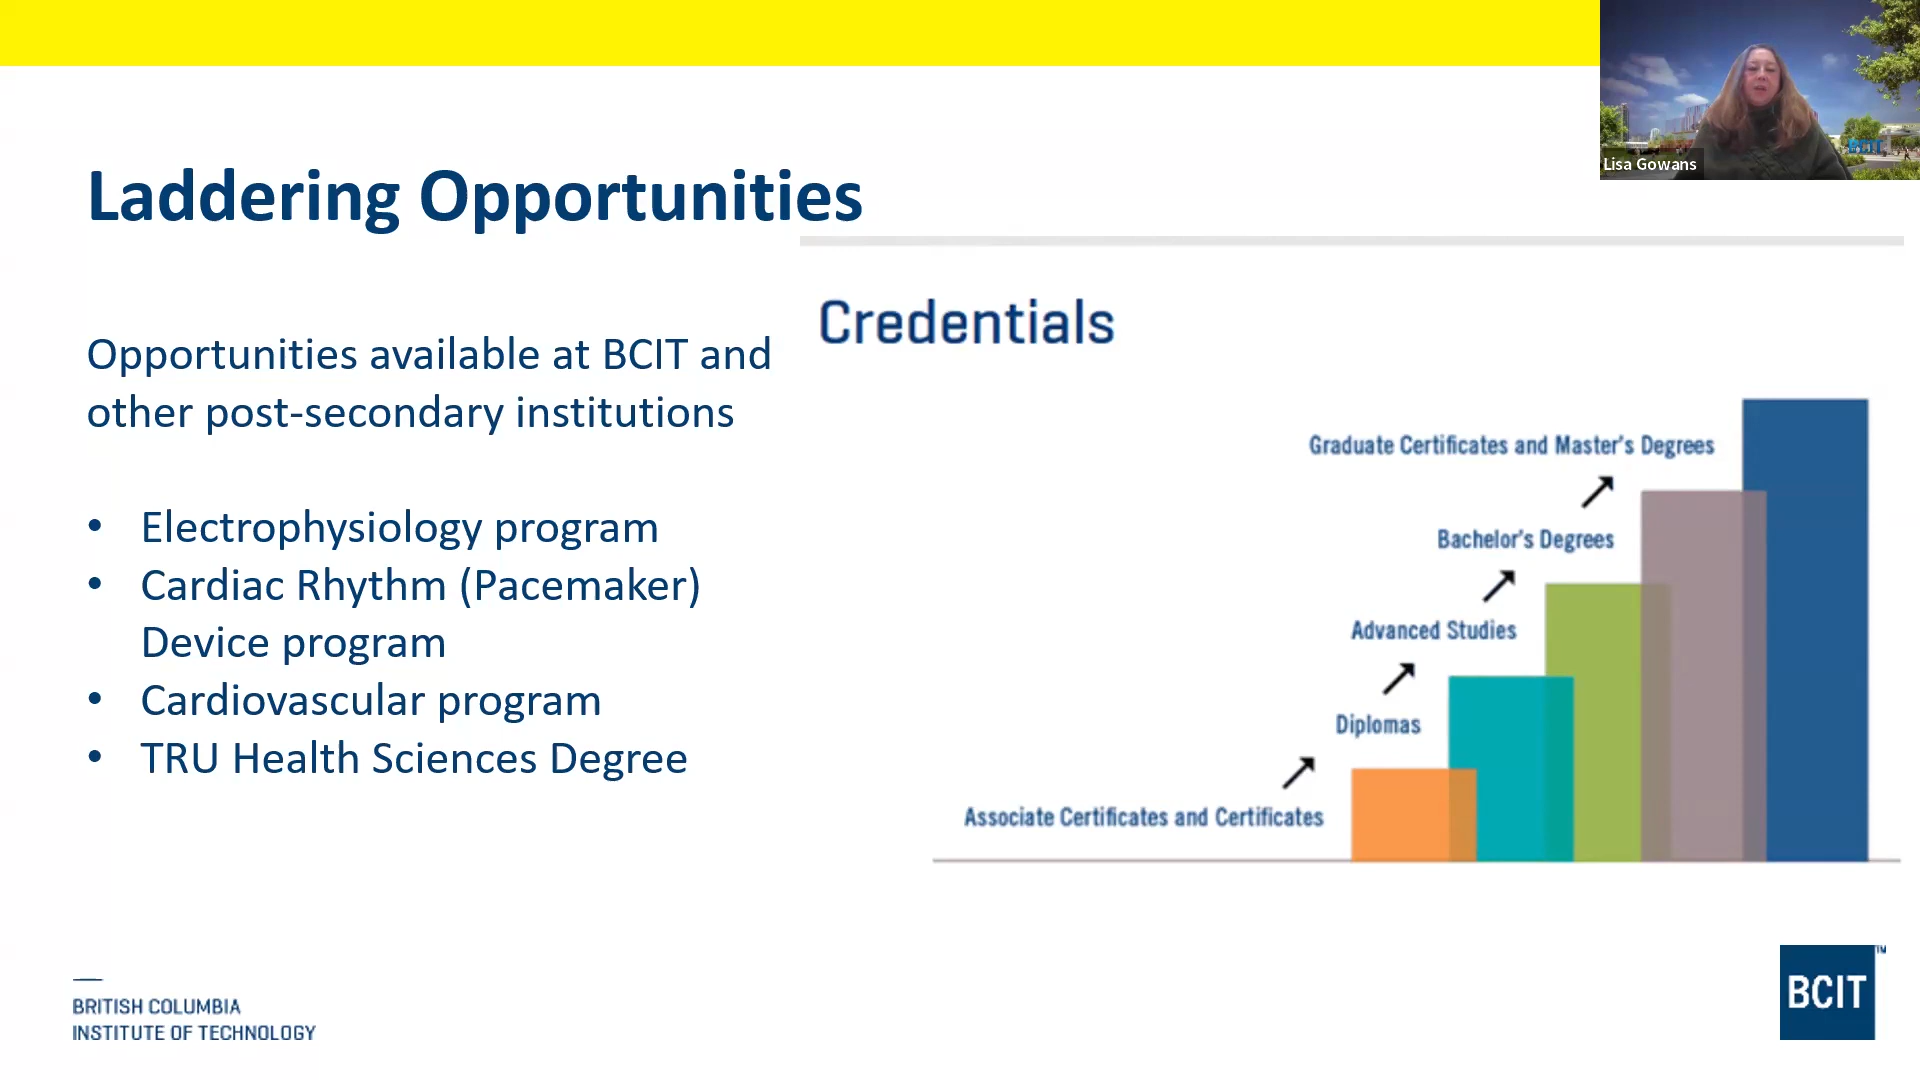 Lisa Gowans
Laddering Opportunities
Opportunities available at BCIT and
other post-secondary institutions
• Electrophysiology program
• Cardiac Rhythm (Pacemaker)
Device program
• Cardiovascular program
• TRU Health Sciences Degree
Credentials
Graduate Certificates and Master's Degrees
Bachelor's Degrees
Advanced Studies
Diplomas
Associate Certificates and Certificates
BRITISH COLUMBIA
INSTITUTE OF TECHNOLOGY
BCIT™
BCIT